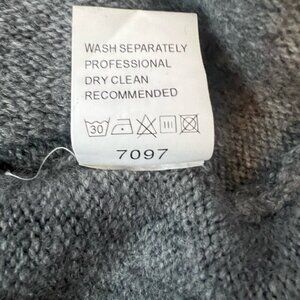 WASH SEPARATELY
PROFESSIONAL
DRY CLEAN
RECOMMENDED
30
7097